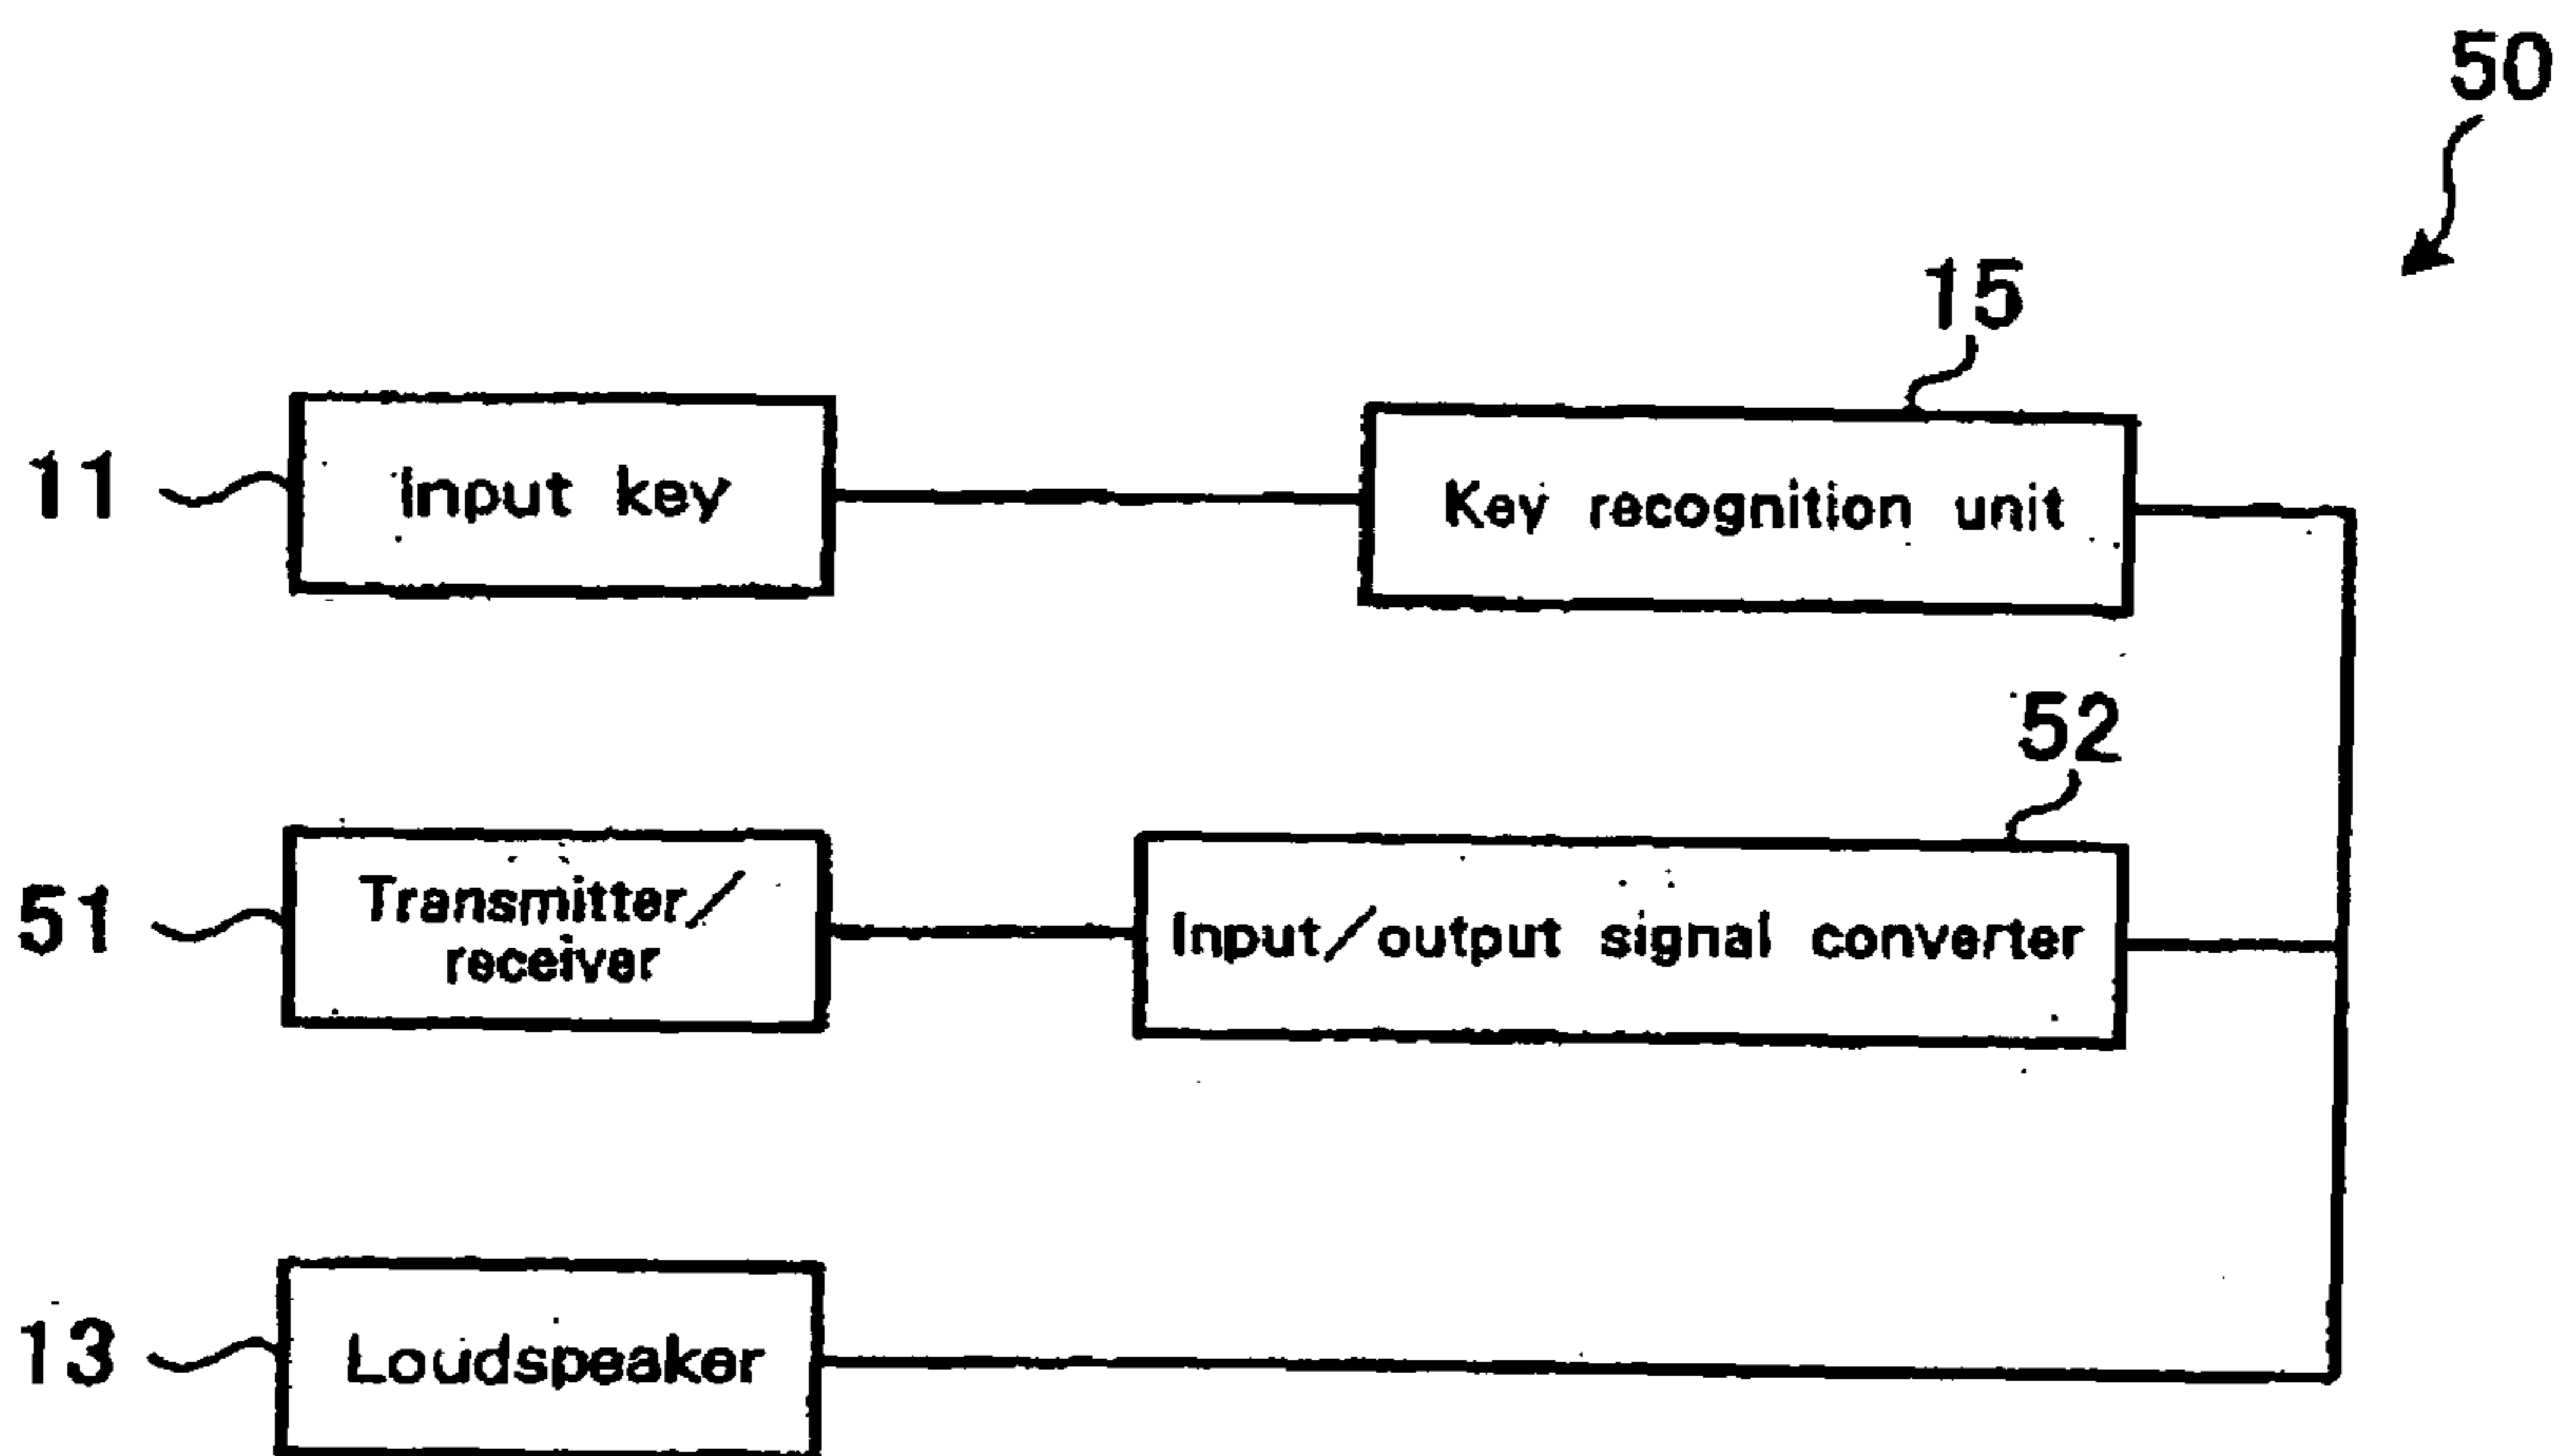 50
15
11
Input key
Key recognition unit
52
51
Transmitter/
receiver
Input/output signal converter
13
Loudspeaker